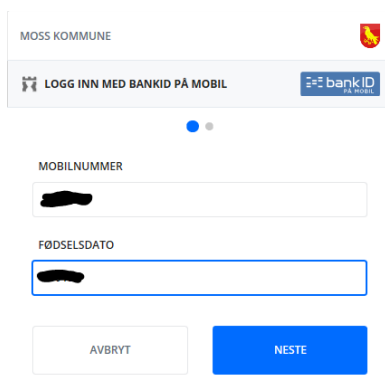 MOSS KOMMUNE
LOGG INN MED BANKID PÅ MOBIL
bankID
PÅ MOBIL
MOBILNUMMER
FØDSELSDATO
AVBRYT
NESTE